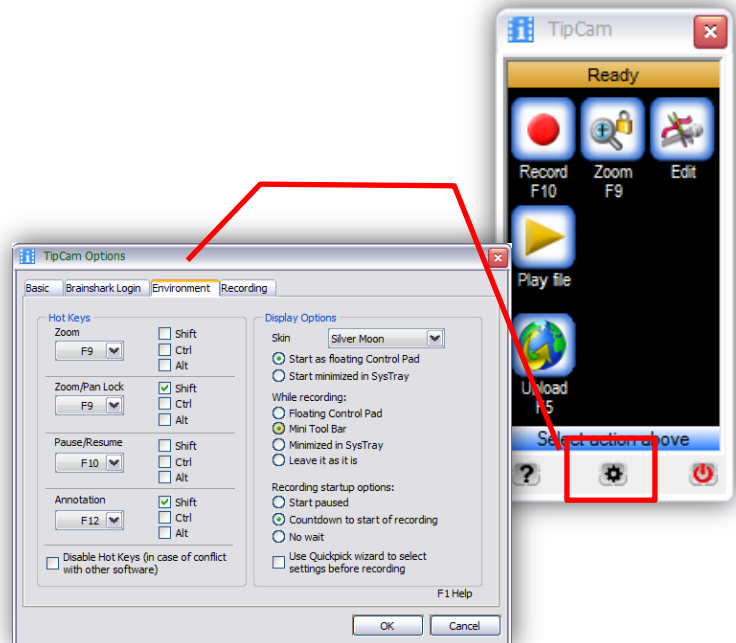 TipCam
Ready
Record Zoom Edit
F10 F9
Play file
Upload
F5
Select action above
?
TipCam Options
Basic Brainshark Login Environment Recording
Hot Keys
Zoom
F9
Shift
Ctrl
Alt
Zoom/Pan Lock
F9
Shift
Ctrl
Alt
Pause/Resume
F10
Shift
Ctrl
Alt
Annotation
F12
Shift
Ctrl
Alt
Disable Hot Keys (in case of conflict
with other software)
Display Options
Skin Silver Moon
Start as floating Control Pad
Start minimized in SysTray
While recording:
Floating Control Pad
Mini Tool Bar
Minimized in SysTray
Leave it as it is
Recording startup options:
Start paused
Countdown to start of recording
No wait
Use Quickpick wizard to select
settings before recording
F1 Help
OK Cancel